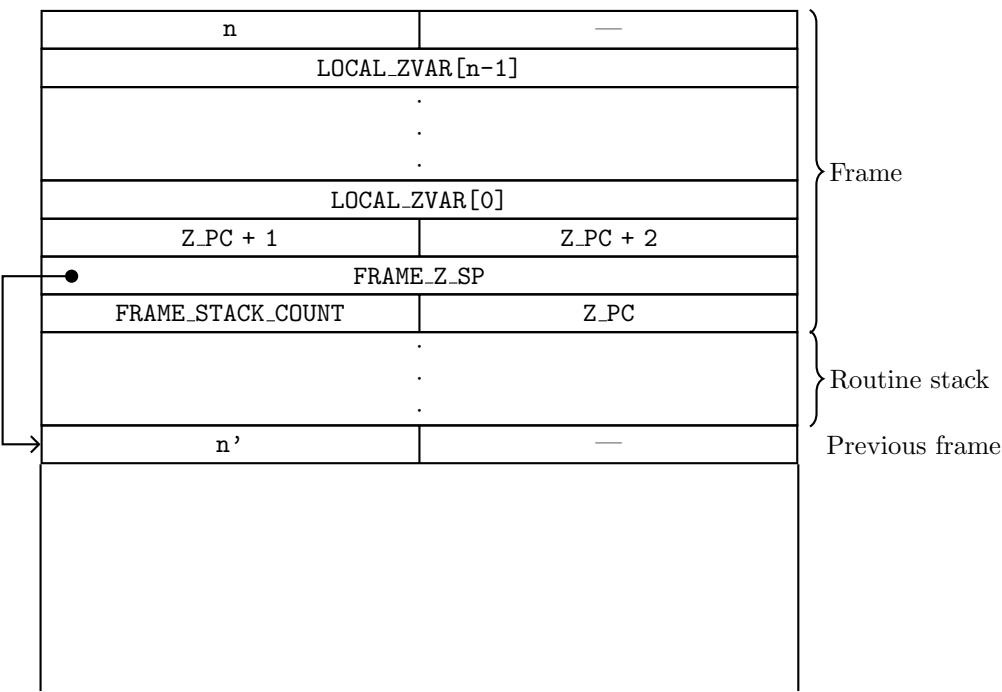 n —
LOCAL_ZVAR[n-1]
.
.
.
LOCAL_ZVAR[0]
Frame
Z_PC + 1 Z_PC + 2
FRAME_Z_SP
FRAME_STACK_COUNT Z_PC
.
.
.
Routine stack
n’ —
Previous frame